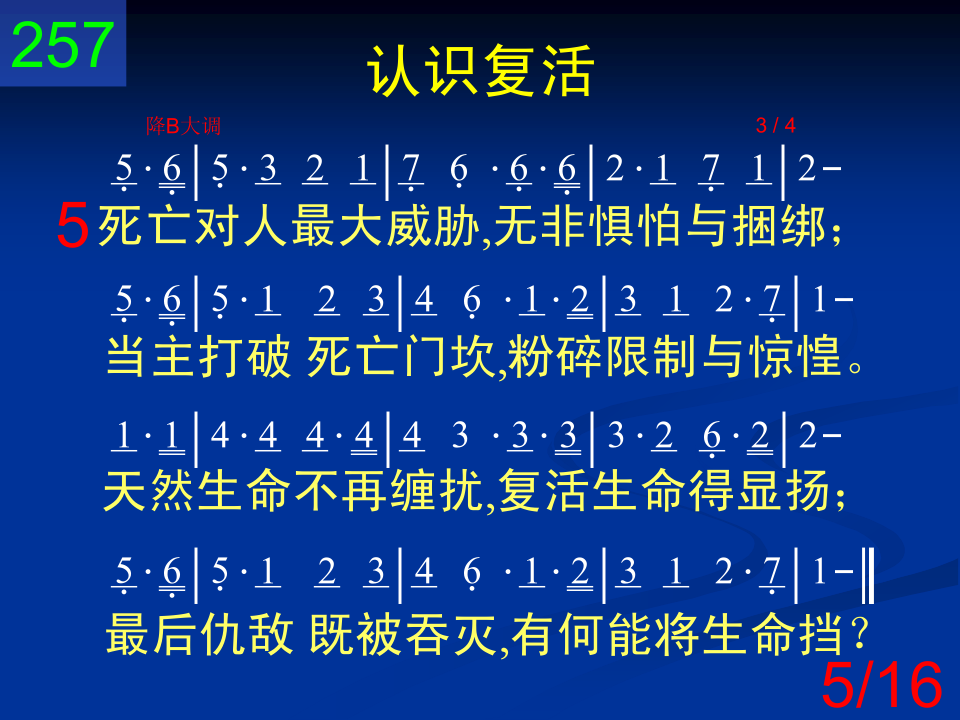 257
认识复活
降B大调 3 / 4
5 · 6 | 5 · 3 2 1 | 7 6 · 6 · 6 | 2 · 1 7 1 | 2 -
5 死亡对人最大威胁,无非惧怕与捆绑；
5 · 6 | 5 · 1 2 3 | 4 6 · 1 · 2 | 3 1 2 · 7 | 1 -
当主打破 死亡门坎,粉碎限制与惊惶。
1 · 1 | 4 · 4 4 · 4 | 4 3 · 3 · 3 | 3 · 2 6 · 2 | 2 -
天然生命不再缠扰,复活生命得显扬；
5 · 6 | 5 · 1 2 3 | 4 6 · 1 · 2 | 3 1 2 · 7 | 1 - ‖
最后仇敌 既被吞灭,有何能将生命挡？
5/16